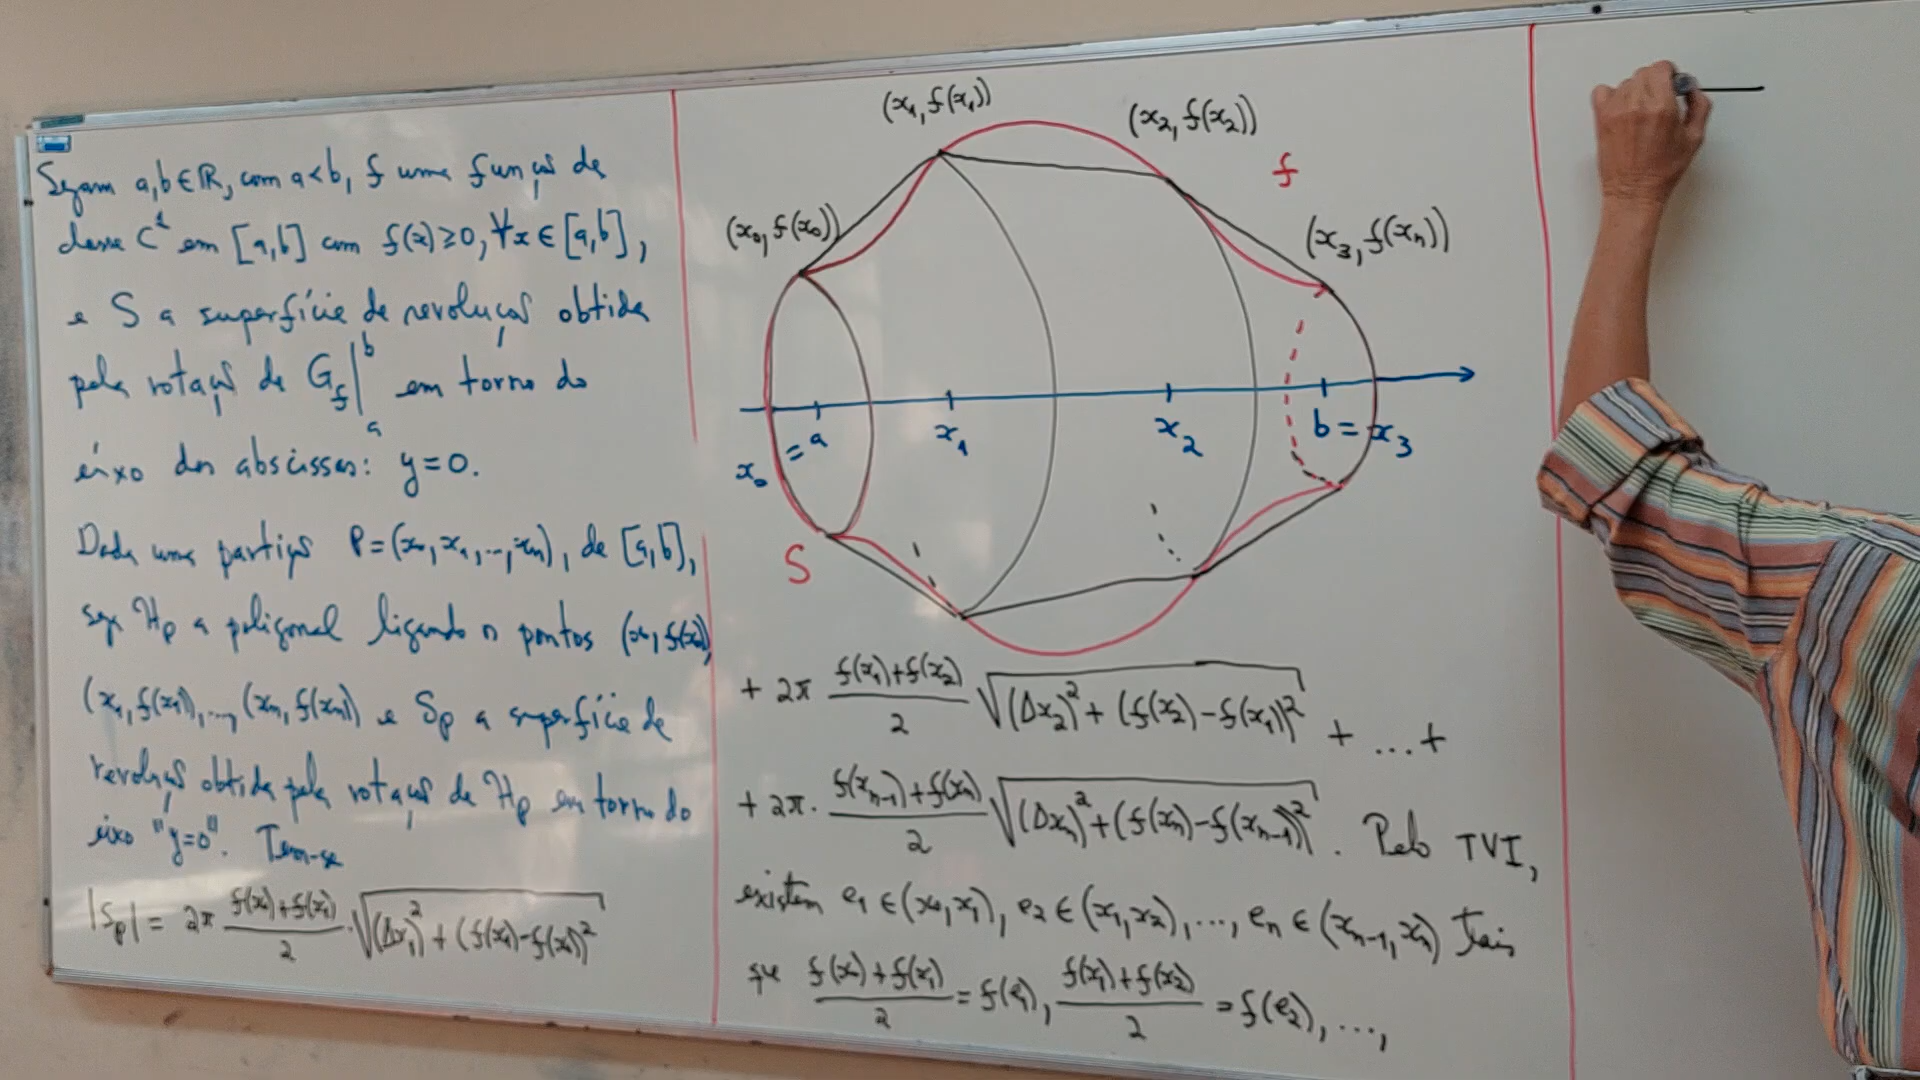 Sejam a,b∈ℝ, com a<b, f uma função de
classe C¹ em [a,b] com f(x)≥0, ∀x∈[a,b],
e S a superfície de revolução obtida
pela rotação de G_f|_a^b em torno do
eixo das abscissas: y=0.
Dada uma partição P=(x₀,x₁,...,xₙ), de [a,b],
seja H_P a poligonal ligando os pontos (x₀,f(x₀)),
(x₁,f(x₁)),...,(xₙ,f(xₙ)) e S_P a superfície de
revolução obtida pela rotação de H_P em torno do
eixo "y=0". Tem-se
|S_P| = 2π (f(x₀)+f(x₁))/2 · √((Δx₁)²+(f(x₁)-f(x₀))²
(x₁,f(x₁))
(x₂,f(x₂))
f
(x₀,f(x₀))
(x₃,f(xₙ))
x₀ = a
x₁
x₂
b = x₃
S
+ 2π (f(x₁)+f(x₂))/2 √((Δx₂)²+(f(x₂)-f(x₁))² + ...+
+ 2π · (f(xₙ₋₁)+f(xₙ))/2 √((Δxₙ)²+(f(xₙ)-f(xₙ₋₁))² . Pelo TVI,
existem e₁∈(x₀,x₁), e₂∈(x₁,x₂),..., eₙ∈(xₙ₋₁,xₙ) tais
que (f(x₀)+f(x₁))/2 = f(e₁), (f(x₁)+f(x₂))/2 = f(e₂),...,